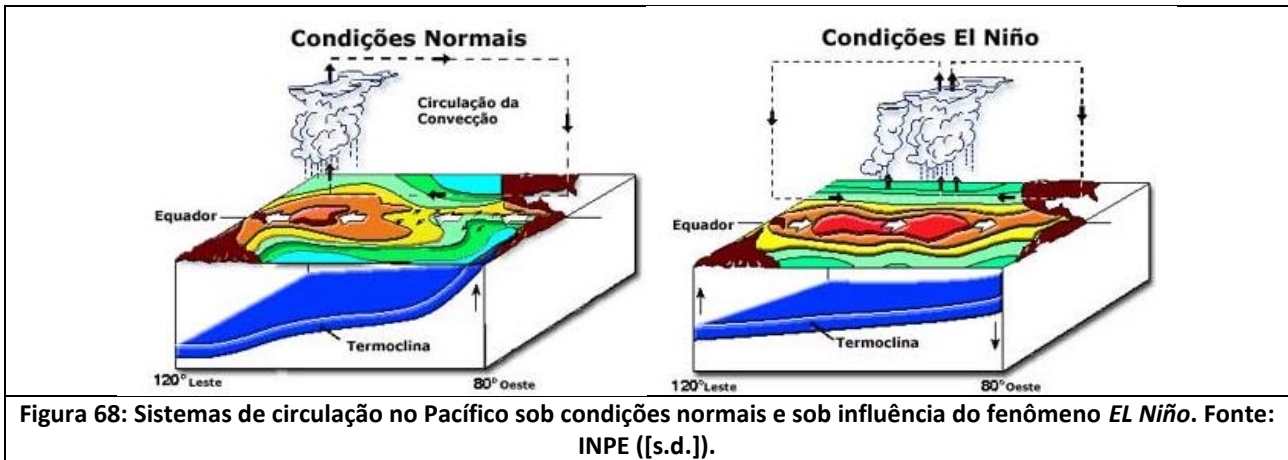 Condições Normais
Circulação da
Convecção
Equador
Termoclina
120° Leste
80° Oeste
Condições El Niño
Equador
Termoclina
120° Leste
80° Oeste
Figura 68: Sistemas de circulação no Pacífico sob condições normais e sob influência do fenômeno EL Niño. Fonte:
INPE ([s.d.]).